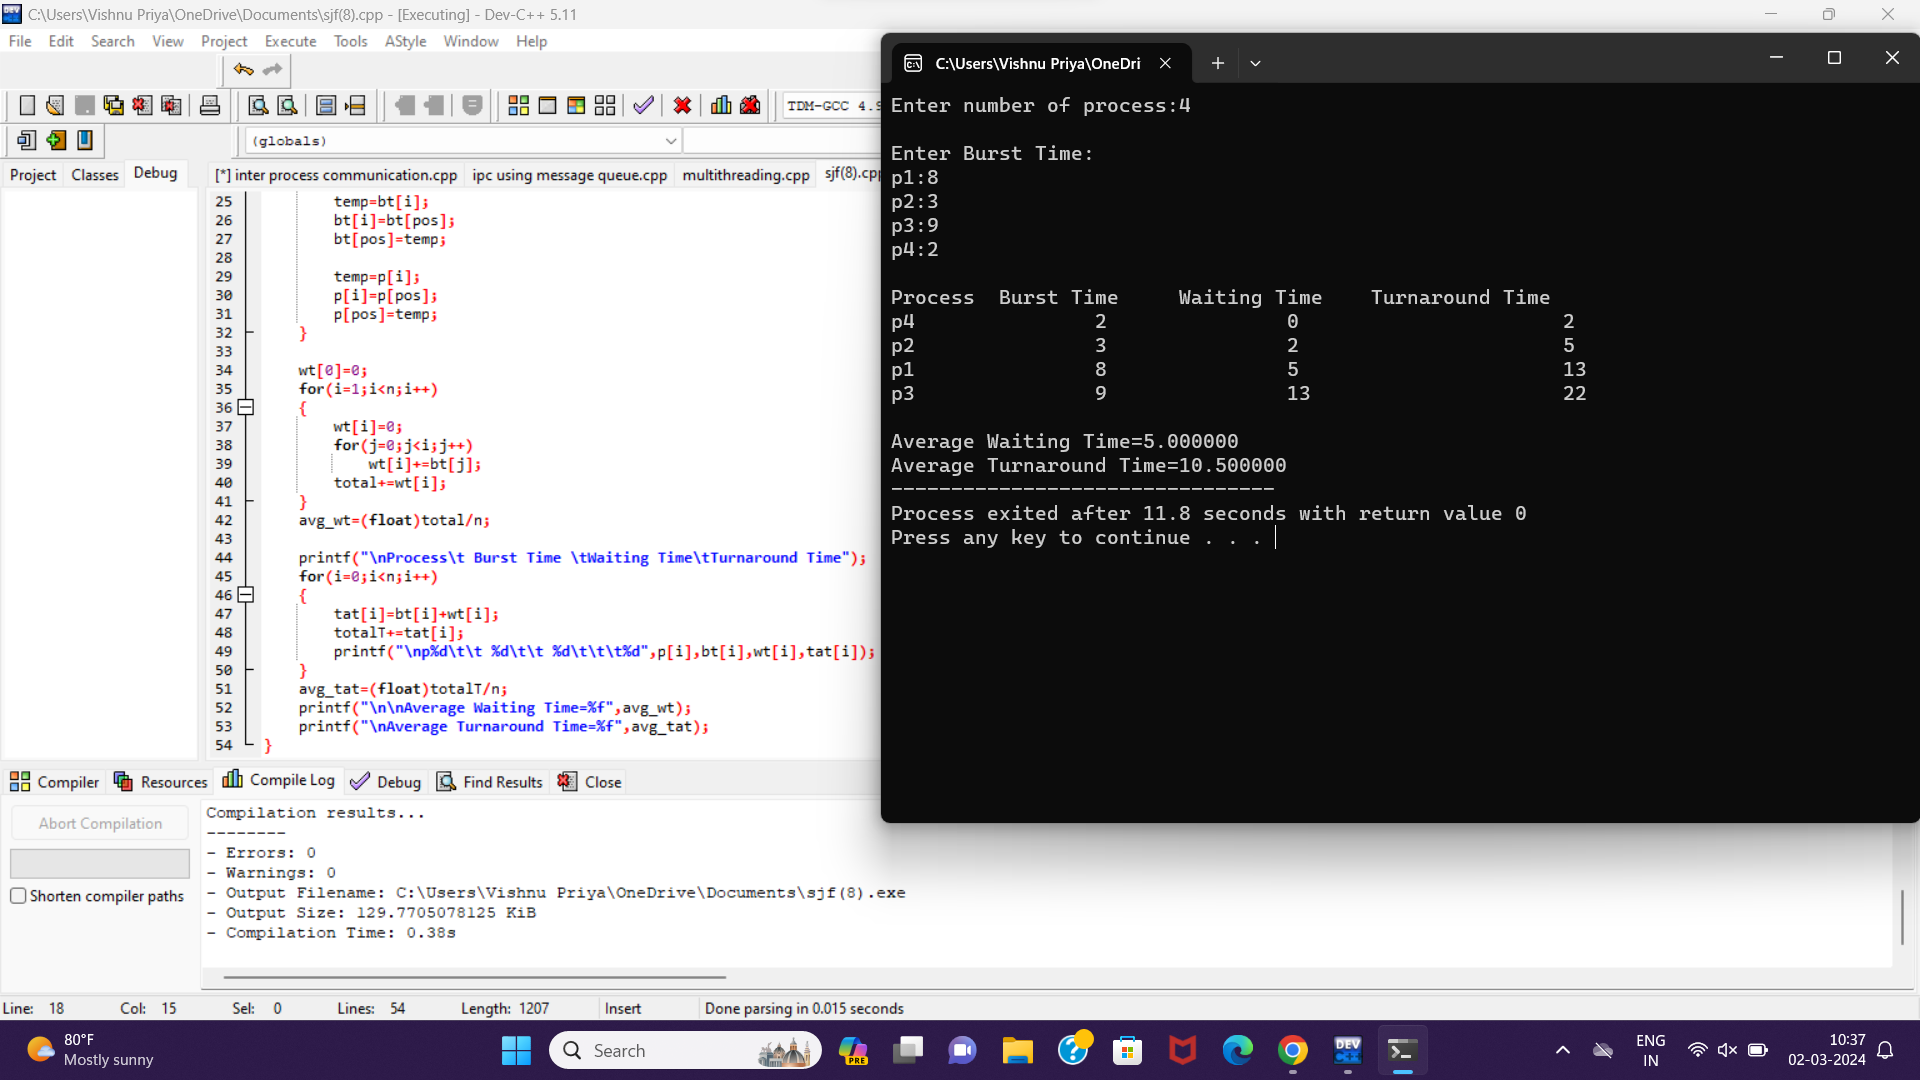 C:\Users\Vishnu Priya\OneDrive\Documents\sjf(8).cpp - [Executing] - Dev-C++ 5.11
File Edit Search View Project Execute Tools AStyle Window Help
TDM-GCC 4.9
(globals)
Project Classes Debug
[*] inter process communication.cpp ipc using message queue.cpp multithreading.cpp sjf(8).cpp
25 temp=bt[i];
26 bt[i]=bt[pos];
27 bt[pos]=temp;
28
29 temp=p[i];
30 p[i]=p[pos];
31 p[pos]=temp;
32 }
33
34 wt[0]=0;
35 for(i=1;i<n;i++)
36 {
37 wt[i]=0;
38 for(j=0;j<i;j++)
39 wt[i]+=bt[j];
40 total+=wt[i];
41 }
42 avg_wt=(float)total/n;
43
44 printf("\nProcess\t Burst Time \tWaiting Time\tTurnaround Time");
45 for(i=0;i<n;i++)
46 {
47 tat[i]=bt[i]+wt[i];
48 totalT+=tat[i];
49 printf("\np%d\t\t %d\t\t %d\t\t\t%d",p[i],bt[i],wt[i],tat[i]);
50 }
51 avg_tat=(float)totalT/n;
52 printf("\n\nAverage Waiting Time=%f",avg_wt);
53 printf("\nAverage Turnaround Time=%f",avg_tat);
54 }
C:\Users\Vishnu Priya\OneDri
Enter number of process:4
Enter Burst Time:
p1:8
p2:3
p3:9
p4:2
Process Burst Time Waiting Time Turnaround Time
p4 2 0 2
p2 3 2 5
p1 8 5 13
p3 9 13 22
Average Waiting Time=5.000000
Average Turnaround Time=10.500000
--------------------------------
Process exited after 11.8 seconds with return value 0
Press any key to continue . . .
Compiler Resources Compile Log Debug Find Results Close
Abort Compilation
Shorten compiler paths
Compilation results...
--------
- Errors: 0
- Warnings: 0
- Output Filename: C:\Users\Vishnu Priya\OneDrive\Documents\sjf(8).exe
- Output Size: 129.7705078125 KiB
- Compilation Time: 0.38s
Line: 18 Col: 15 Sel: 0 Lines: 54 Length: 1207 Insert Done parsing in 0.015 seconds
80°F
Mostly sunny
Search
PRE
DEV
C++
ENG
IN
10:37
02-03-2024